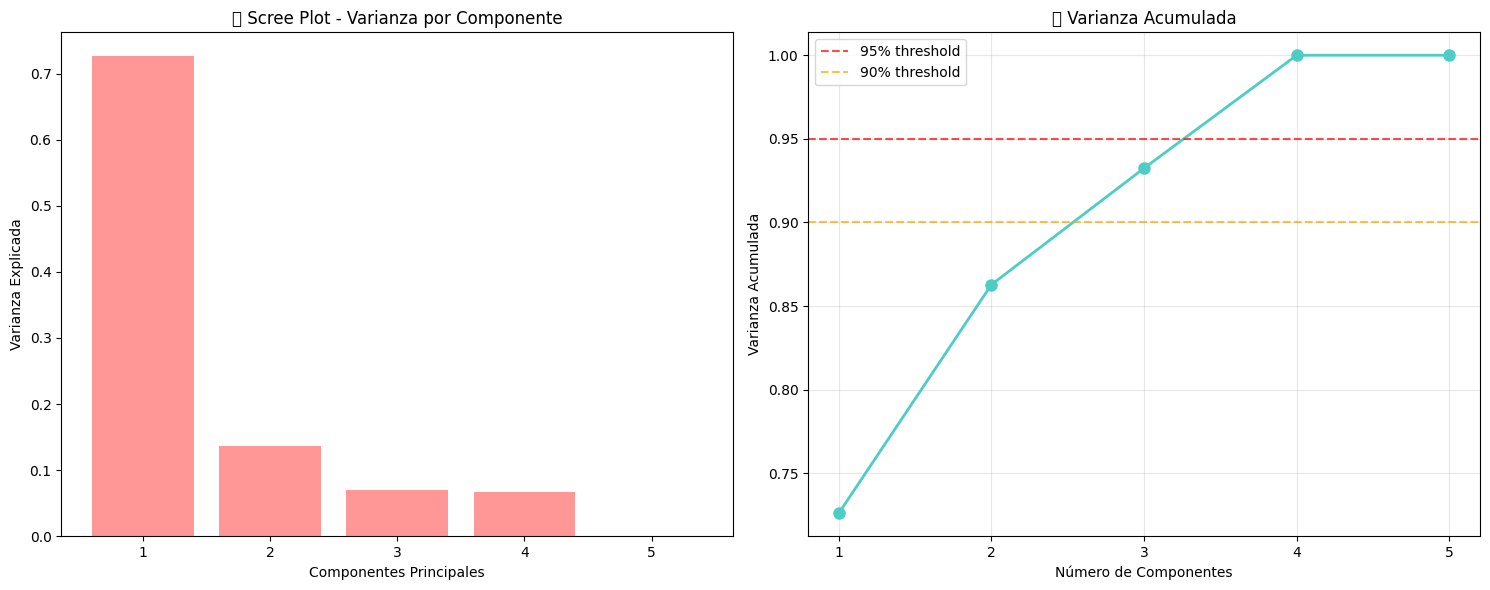 Scree Plot - Varianza por Componente
Varianza Explicada
0.7
0.6
0.5
0.4
0.3
0.2
0.1
0.0
1 2 3 4 5
Componentes Principales
Varianza Acumulada
95% threshold
90% threshold
Varianza Acumulada
1.00
0.95
0.90
0.85
0.80
0.75
1 2 3 4 5
Número de Componentes